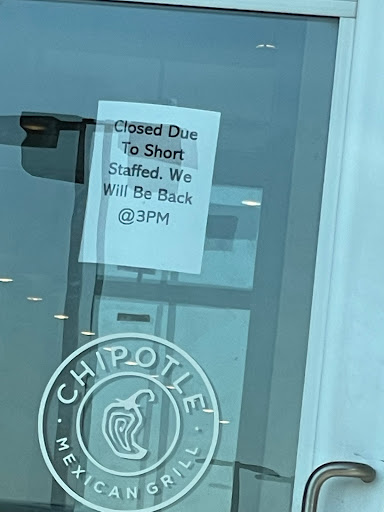 Closed Due
To Short
Staffed. We
Will Be Back
@3PM
CHIPOTLE
MEXICAN GRILL